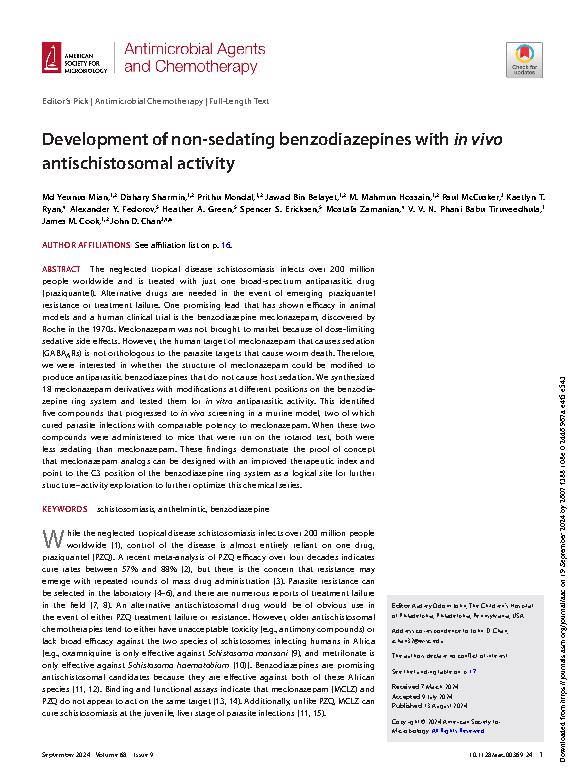 AMERICAN
SOCIETY FOR
MICROBIOLOGY
Antimicrobial Agents
and Chemotherapy
Check for
updates
Editor's Pick | Antimicrobial Chemotherapy | Full-Length Text
Development of non-sedating benzodiazepines with in vivo
antischistosomal activity
Md Yeunus Mian,1,2 Dishary Sharmin,1,2 Prithu Mondal,1,2 Jawad Bin Belayet,1,2 M. Mahmun Hossain,1,2 Paul McCusker,3 Kaetlyn T.
Ryan,4 Alexander Y. Fedorov,5 Heather A. Green,5 Spencer S. Ericksen,5 Mostafa Zamanian,4 V. V. N. Phani Babu Tiruveedhula,1
James M. Cook,1,2 John D. Chan3,4,6
AUTHOR AFFILIATIONS See affiliation list on p. 16.
ABSTRACT The neglected tropical disease schistosomiasis infects over 200 million
people worldwide and is treated with just one broad-spectrum antiparasitic drug
(praziquantel). Alternative drugs are needed in the event of emerging praziquantel
resistance or treatment failure. One promising lead that has shown efficacy in animal
models and a human clinical trial is the benzodiazepine meclonazepam, discovered by
Roche in the 1970s. Meclonazepam was not brought to market because of dose-limiting
sedative side effects. However, the human target of meclonazepam that causes sedation
(GABAARs) is not orthologous to the parasite targets that cause worm death. Therefore,
we were interested in whether the structure of meclonazepam could be modified to
produce antiparasitic benzodiazepines that do not cause host sedation. We synthesized
18 meclonazepam derivatives with modifications at different positions on the benzodia-
zepine ring system and tested them for in vitro antiparasitic activity. This identified
five compounds that progressed to in vivo screening in a murine model, two of which
cured parasite infections with comparable potency to meclonazepam. When these two
compounds were administered to mice that were run on the rotarod test, both were
less sedating than meclonazepam. These findings demonstrate the proof of concept
that meclonazepam analogs can be designed with an improved therapeutic index and
point to the C3 position of the benzodiazepine ring system as a logical site for further
structure–activity exploration to further optimize this chemical series.
KEYWORDS schistosomiasis, anthelmintic, benzodiazepine
While the neglected tropical disease schistosomiasis infects over 200 million people
worldwide (1), control of the disease is almost entirely reliant on one drug,
praziquantel (PZQ). A recent meta-analysis of PZQ efficacy over four decades indicates
cure rates between 57% and 88% (2), but there is the concern that resistance may
emerge with repeated rounds of mass drug administration (3). Parasite resistance can
be selected in the laboratory (4–6), and there are numerous reports of treatment failure
in the field (7, 8). An alternative antischistosomal drug would be of obvious use in
the event of either PZQ treatment failure or resistance. However, older antischistosomal
chemotherapies tend to either have unacceptable toxicity (e.g., antimony compounds) or
lack broad efficacy against the two species of schistosomes infecting humans in Africa
(e.g., oxamniquine is only effective against Schistosoma mansoni (9), and metrifonate is
only effective against Schistosoma haematobium (10)). Benzodiazepines are promising
antischistosomal candidates because they are effective against both of these African
species (11, 12). Binding and functional assays indicate that meclonazepam (MCLZ) and
PZQ do not appear to act on the same target (13, 14). Additionally, unlike PZQ, MCLZ can
cure schistosomiasis at the juvenile, liver stage of parasite infections (11, 15).
Editor Audrey Odom John, The Children's Hospital
of Philadelphia, Philadelphia, Pennsylvania, USA
Address correspondence to John D. Chan,
The authors declare no conflict of interest.
See the funding table on p. 17.
Received 7 March 2024
Accepted 9 July 2024
Published 13 August 2024
Copyright © 2024 American Society for
Microbiology. All Rights Reserved.
September 2024 Volume 68 Issue 9
10.1128/aac.00369-24 1
Downloaded from https://journals.asm.org/journal/aac on 19 September 2024 by